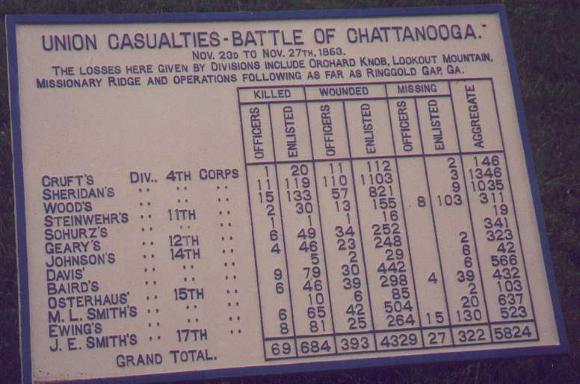 UNION CASUALTIES - BATTLE OF CHATTANOOGA.
NOV. 23D TO NOV. 27TH, 1863.
THE LOSSES HERE GIVEN BY DIVISIONS INCLUDE ORCHARD KNOB, LOOKOUT MOUNTAIN,
MISSIONARY RIDGE AND OPERATIONS FOLLOWING AS FAR AS RINGGOLD GAP, GA.
KILLED WOUNDED MISSING
OFFICERS ENLISTED OFFICERS ENLISTED OFFICERS ENLISTED AGGREGATE
CRUFT'S DIV.. 4TH CORPS 1 20 11 112 2 146
SHERIDAN'S " " " 11 119 110 1103 3 1346
WOOD'S " " " 15 133 57 821 9 1035
STEINWEHR'S " 11TH " 2 30 13 155 8 103 311
SCHURZ'S " " " 1 1 1 16 19
GEARY'S " 12TH " 6 49 34 252 341
JOHNSON'S " 14TH " 4 46 23 248 2 323
DAVIS' " " " 5 2 29 6 42
BAIRD'S " " " 9 79 30 442 6 566
OSTERHAUS' " 15TH " 6 46 39 298 4 39 432
M. L. SMITH'S " " " 10 6 85 2 103
EWING'S " " " 6 65 42 504 20 637
J. E. SMITH'S " 17TH " 8 81 25 264 15 130 523
GRAND TOTAL. 69 684 393 4329 27 322 5824